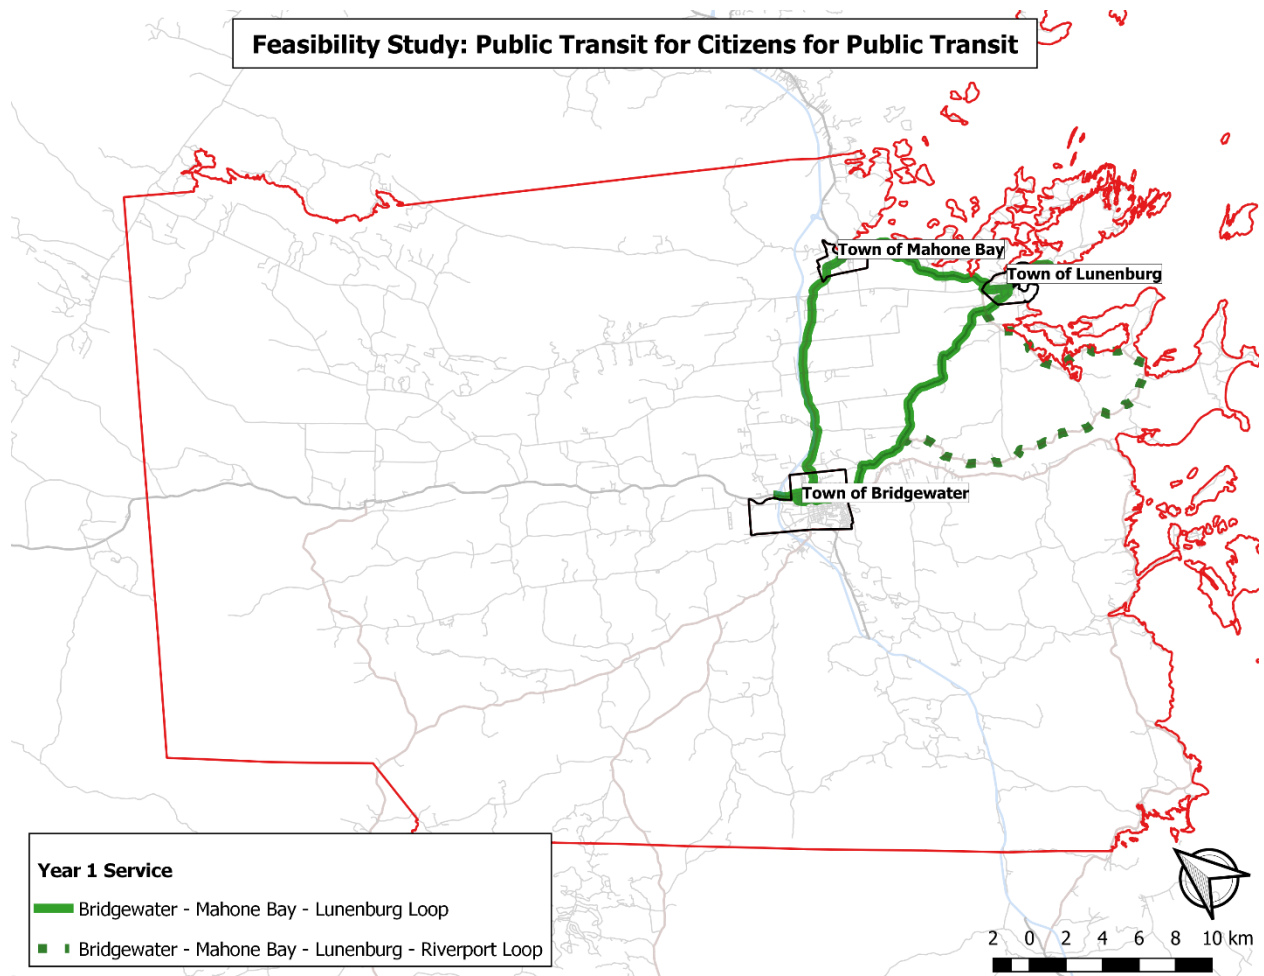 Feasibility Study: Public Transit for Citizens for Public Transit
Town of Mahone Bay
Town of Lunenburg
Town of Bridgewater
Year 1 Service
Bridgewater - Mahone Bay - Lunenburg Loop
Bridgewater - Mahone Bay - Lunenburg - Riverport Loop
2 0 2 4 6 8 10 km